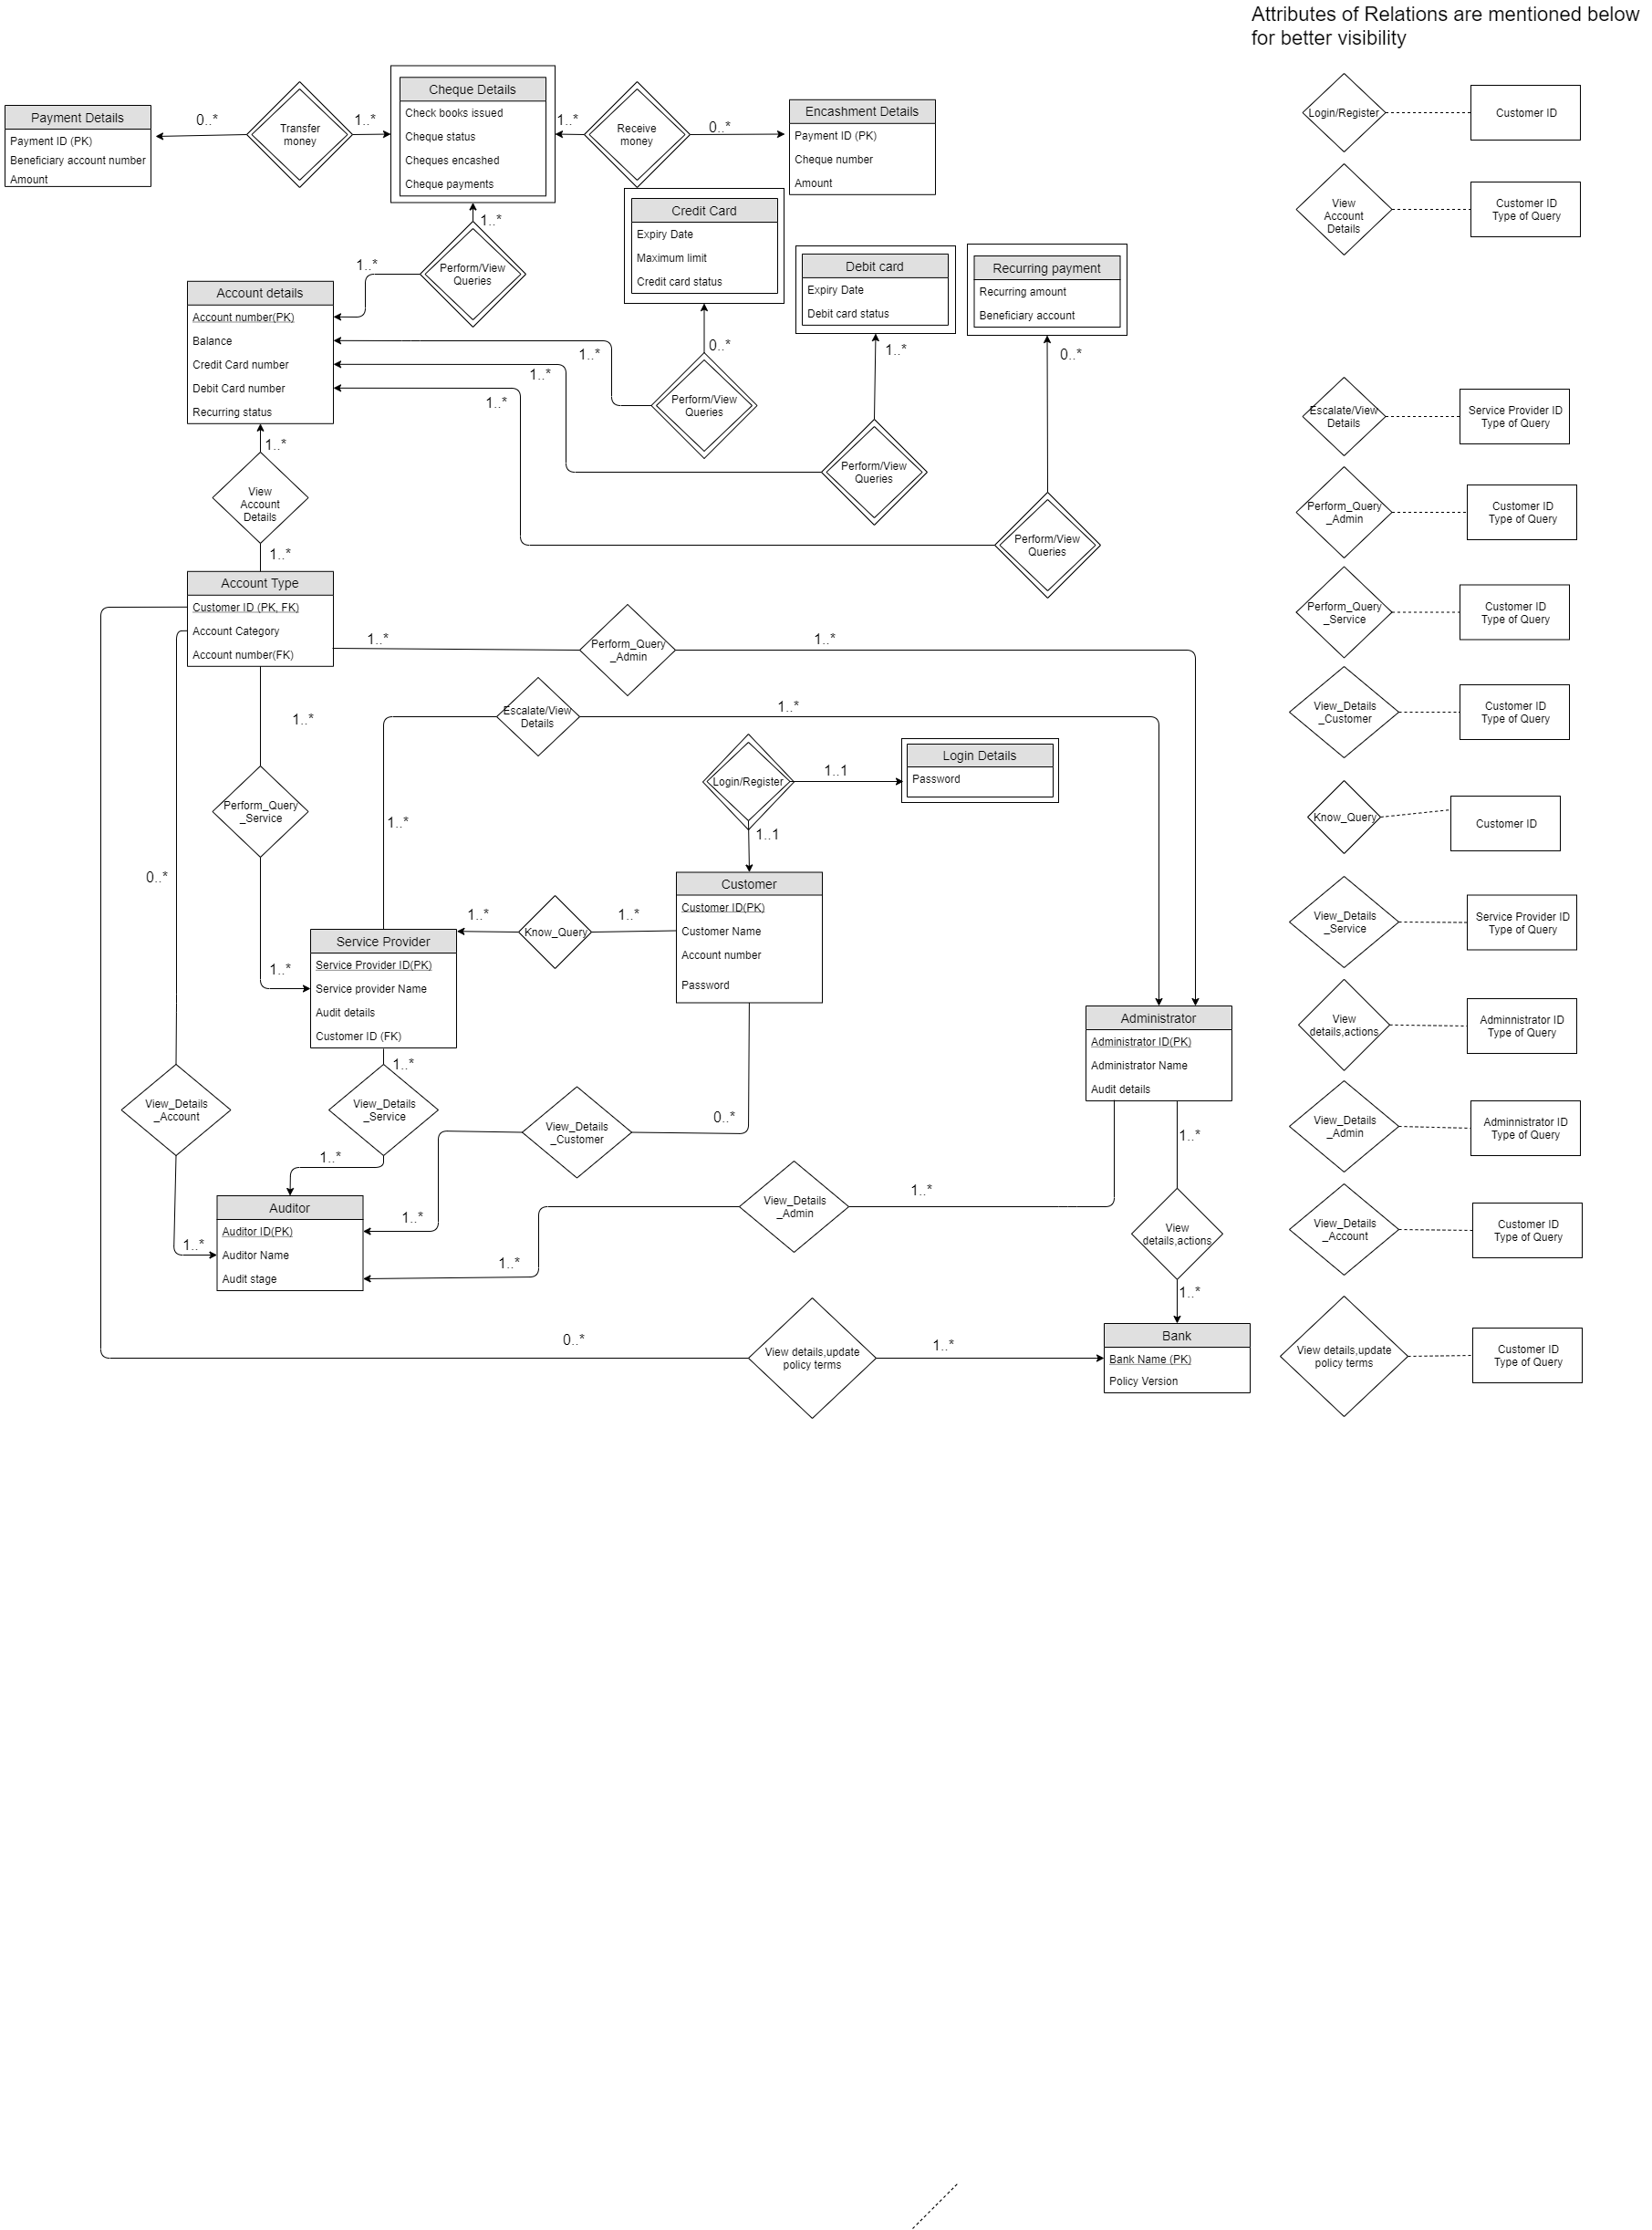 Attributes of Relations are mentioned below
for better visibility
Payment Details
Payment ID (PK)
Beneficiary account number
Amount
0..*
Transfer
money
1..*
Cheque Details
Check books issued
Cheque status
Cheques encashed
Cheque payments
1..*
Receive
money
0..*
Encashment Details
Payment ID (PK)
Cheque number
Amount
1..*
Perform/View
Queries
1..*
Credit Card
Expiry Date
Maximum limit
Credit card status
Debit card
Expiry Date
Debit card status
Recurring payment
Recurring amount
Beneficiary account
Account details
Account number(PK)
Balance
Credit Card number
Debit Card number
Recurring status
1..*
0..*
1..*
1..*
1..*
0..*
Perform/View
Queries
Perform/View
Queries
Perform/View
Queries
1..*
View
Account
Details
1..*
Account Type
Customer ID (PK, FK)
Account Category
Account number(FK)
1..*
Perform_Query
_Admin
1..*
1..*
Escalate/View
Details
1..*
1..*
Perform_Query
_Service
1..*
Login/Register
1..1
Login Details
Password
1..1
0..*
Customer
Customer ID(PK)
Customer Name
Account number
Password
1..*
Know_Query
1..*
Service Provider
Service Provider ID(PK)
Service provider Name
Audit details
Customer ID (FK)
Administrator
Administrator ID(PK)
Administrator Name
Audit details
1..*
View_Details
_Account
View_Details
_Service
View_Details
_Customer
0..*
1..*
1..*
1..*
View_Details
_Admin
1..*
View
details,actions
Auditor
Auditor ID(PK)
Auditor Name
Audit stage
1..*
1..*
1..*
1..*
0..*
View details,update
policy terms
1..*
Bank
Bank Name (PK)
Policy Version
Login/Register
Customer ID
View
Account
Details
Customer ID
Type of Query
Escalate/View
Details
Service Provider ID
Type of Query
Perform_Query
_Admin
Customer ID
Type of Query
Perform_Query
_Service
Customer ID
Type of Query
View_Details
_Customer
Customer ID
Type of Query
Know_Query
Customer ID
View_Details
_Service
Service Provider ID
Type of Query
View
details,actions
Adminnistrator ID
Type of Query
View_Details
_Admin
Adminnistrator ID
Type of Query
View_Details
_Account
Customer ID
Type of Query
View details,update
policy terms
Customer ID
Type of Query